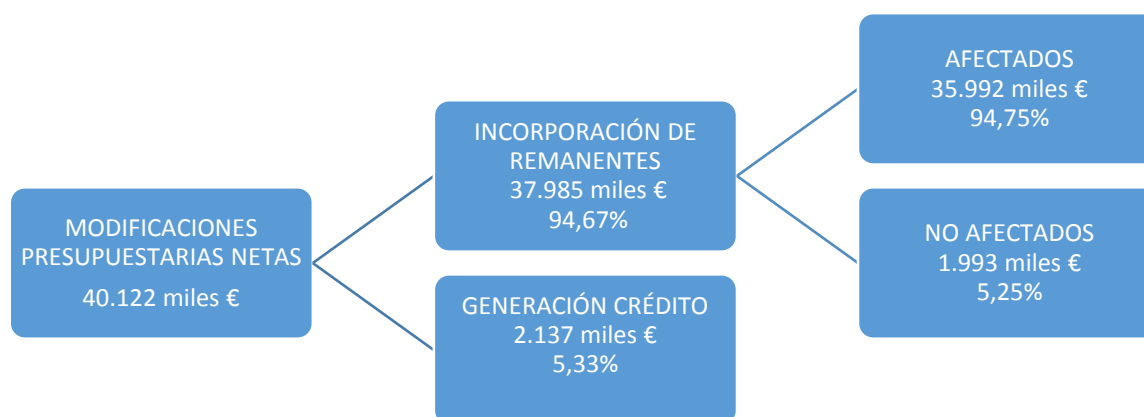 MODIFICACIONES
PRESUPUESTARIAS NETAS
40.122 miles €
INCORPORACIÓN DE
REMANENTES
37.985 miles €
94,67%
GENERACIÓN CRÉDITO
2.137 miles €
5,33%
AFECTADOS
35.992 miles €
94,75%
NO AFECTADOS
1.993 miles €
5,25%